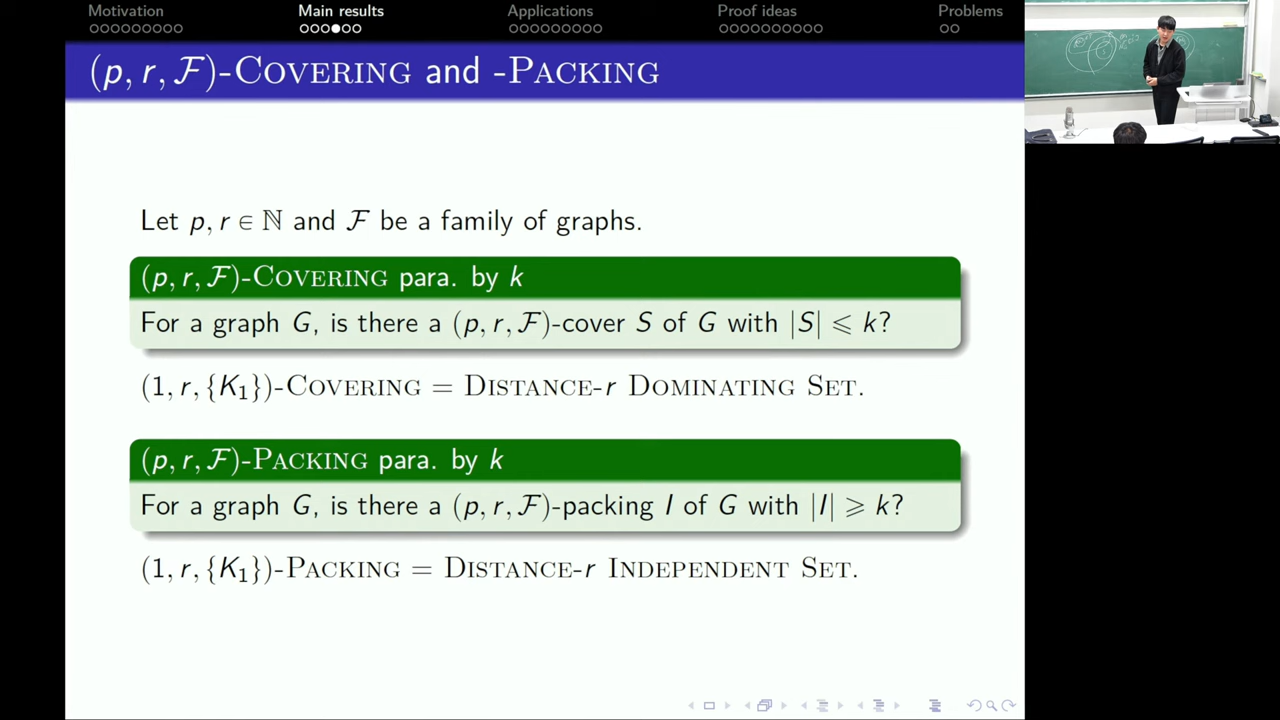 Motivation Main results Applications Proof ideas Problems
(p, r, ℱ)-Covering and -Packing
Let p, r ∈ ℕ and ℱ be a family of graphs.
(p, r, ℱ)-Covering para. by k
For a graph G, is there a (p, r, ℱ)-cover S of G with |S| ⩽ k?
(1, r, {K₁})-Covering = Distance-r Dominating Set.
(p, r, ℱ)-Packing para. by k
For a graph G, is there a (p, r, ℱ)-packing I of G with |I| ⩾ k?
(1, r, {K₁})-Packing = Distance-r Independent Set.